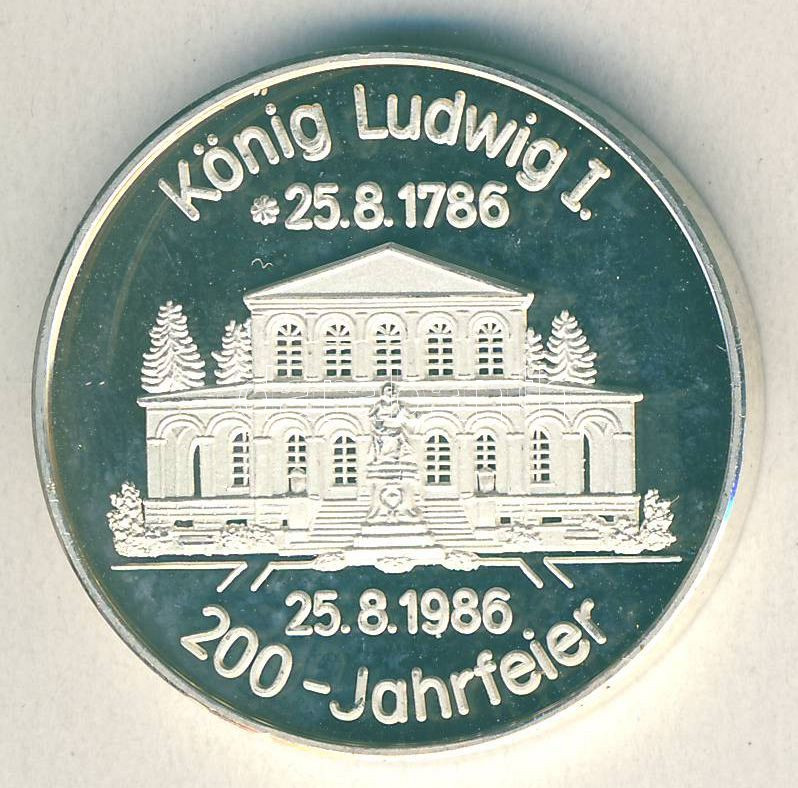 König Ludwig I.
*25.8.1786
25.8.1986
200-Jahrfeier